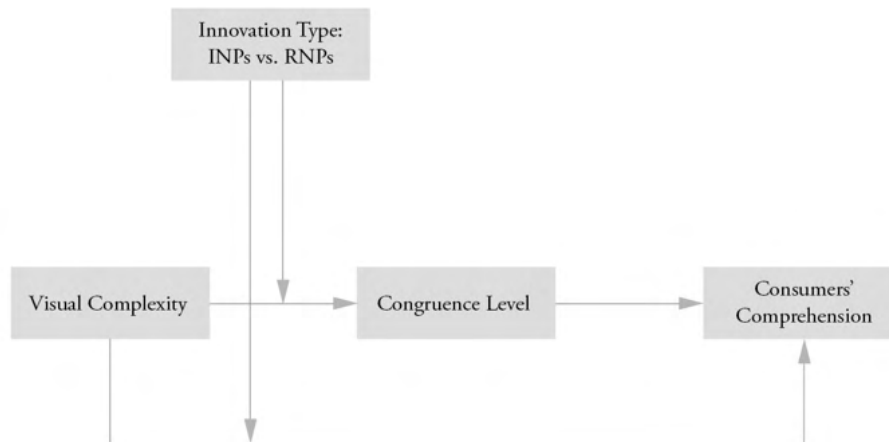 Innovation Type:
INPs vs. RNPs
Visual Complexity
Congruence Level
Consumers’
Comprehension